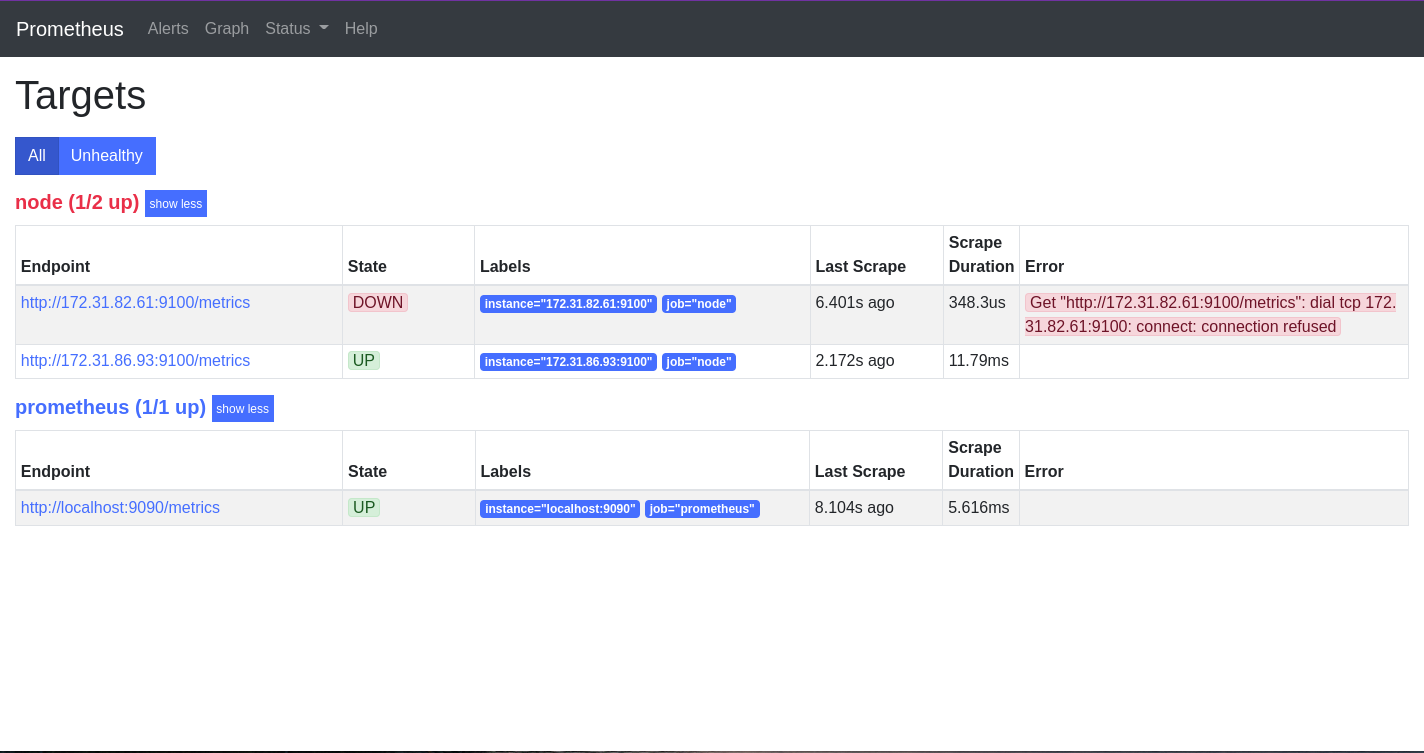 Prometheus Alerts Graph Status Help
Targets
All Unhealthy
node (1/2 up) show less
Endpoint State Labels Last Scrape Scrape Duration Error
http://172.31.82.61:9100/metrics DOWN instance="172.31.82.61:9100" job="node" 6.401s ago 348.3us Get "http://172.31.82.61:9100/metrics": dial tcp 172.
31.82.61:9100: connect: connection refused
http://172.31.86.93:9100/metrics UP instance="172.31.86.93:9100" job="node" 2.172s ago 11.79ms
prometheus (1/1 up) show less
Endpoint State Labels Last Scrape Scrape Duration Error
http://localhost:9090/metrics UP instance="localhost:9090" job="prometheus" 8.104s ago 5.616ms